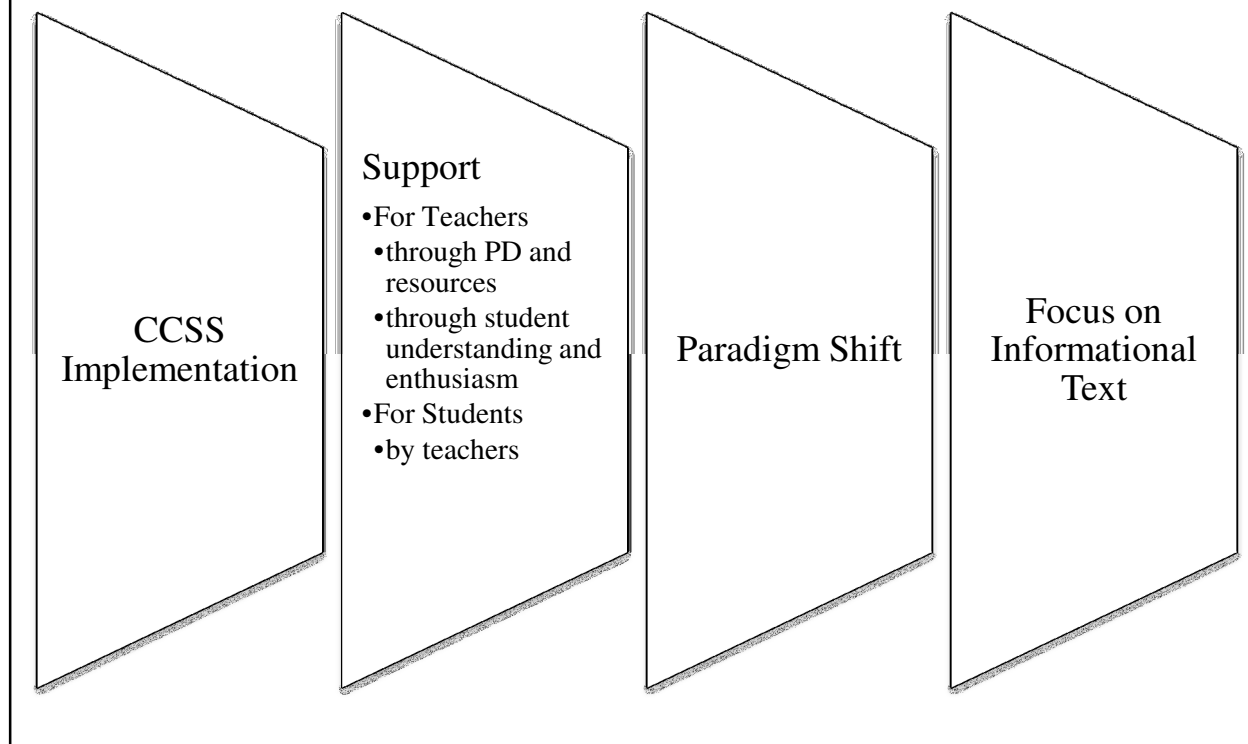 CCSS
Implementation
Support
•For Teachers
•through PD and
resources
•through student
understanding and
enthusiasm
•For Students
•by teachers
Paradigm Shift
Focus on
Informational
Text